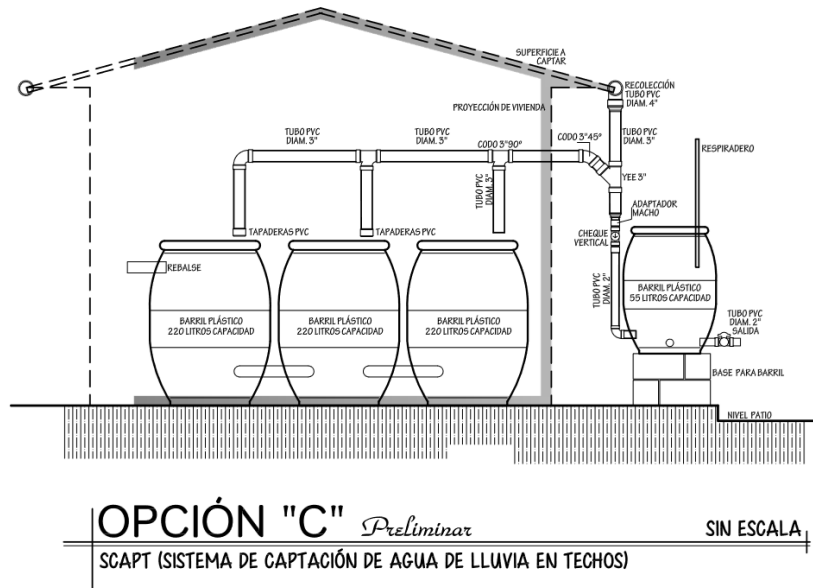 SUPERFICIE A
CAPTAR
RECOLECCIÓN
TUBO PVC
DIAM. 4"
PROYECCIÓN DE VIVIENDA
TUBO PVC
DIAM. 3"
TUBO PVC
DIAM. 3"
CODO 3"90º
CODO 3"45º
TUBO PVC
DIAM. 3"
RESPIRADERO
TUBO PVC
DIAM. 3"
YEE 3"
ADAPTADOR
MACHO
CHEQUE
VERTICAL
TAPADERAS PVC
TAPADERAS PVC
REBALSE
TUBO PVC
DIAM. 2"
BARRIL PLÁSTICO
55 LITROS CAPACIDAD
BARRIL PLÁSTICO
220 LITROS CAPACIDAD
BARRIL PLÁSTICO
220 LITROS CAPACIDAD
BARRIL PLÁSTICO
220 LITROS CAPACIDAD
TUBO PVC
DIAM. 2"
SALIDA
BASE PARA BARRIL
NIVEL PATIO
OPCIÓN "C" Preliminar
SIN ESCALA
SCAPT (SISTEMA DE CAPTACIÓN DE AGUA DE LLUVIA EN TECHOS)